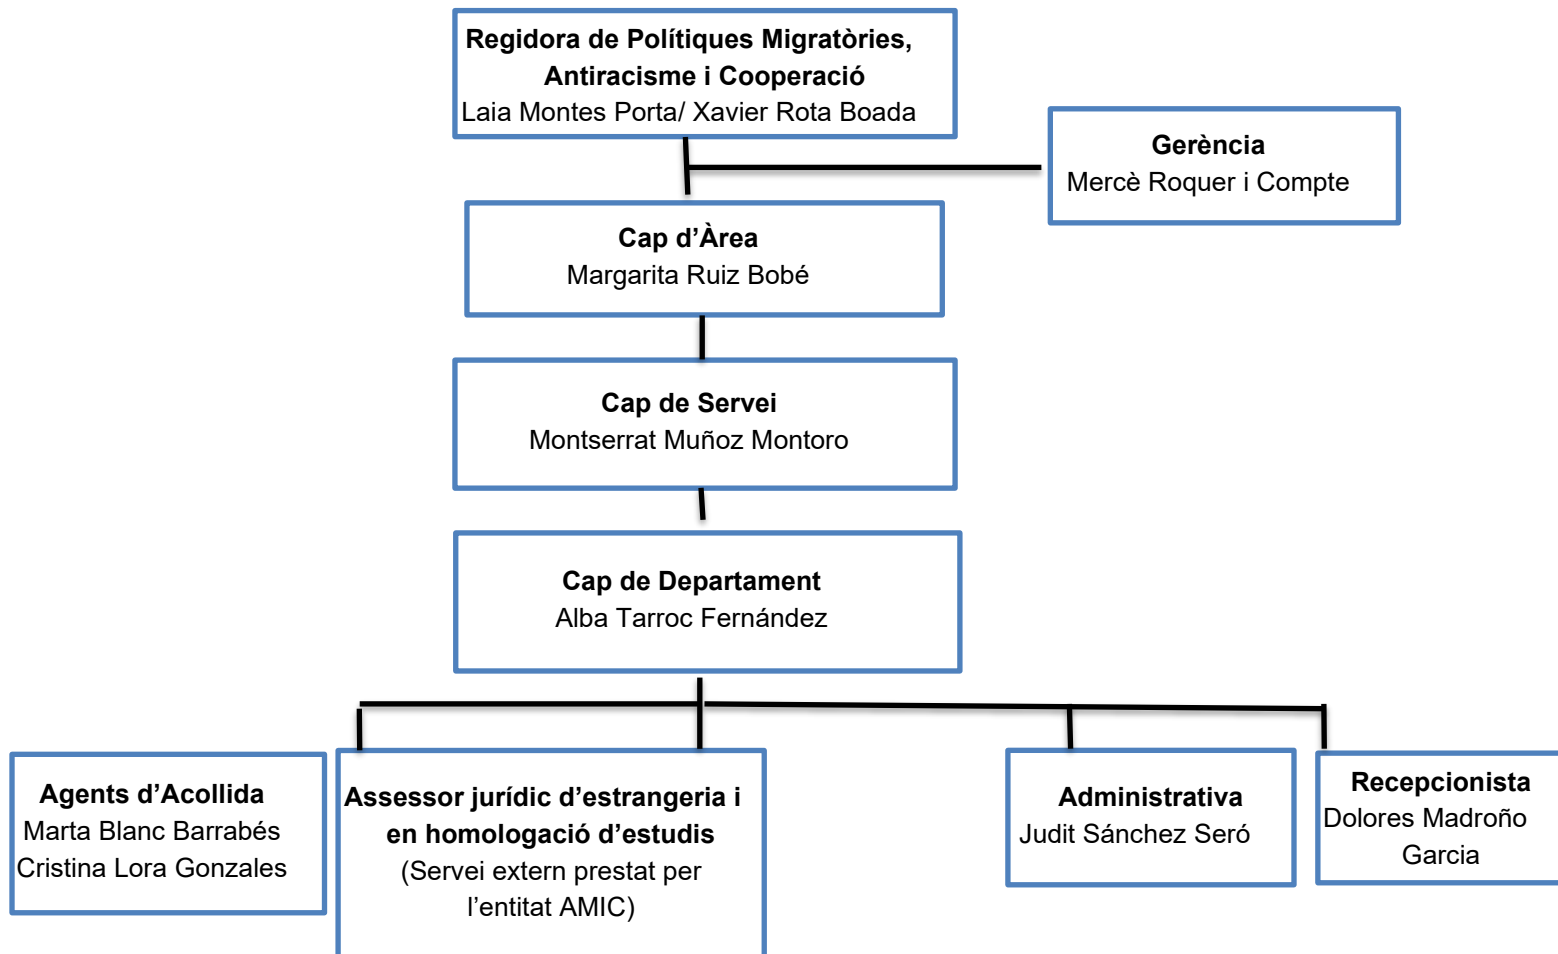 Regidora de Polítiques Migratòries,
Antiracisme i Cooperació
Laia Montes Porta/ Xavier Rota Boada
Gerència
Mercè Roquer i Compte
Cap d’Àrea
Margarita Ruiz Bobé
Cap de Servei
Montserrat Muñoz Montoro
Cap de Departament
Alba Tarroc Fernández
Agents d’Acollida
Marta Blanc Barrabés
Cristina Lora Gonzales
Assessor jurídic d’estrangeria i
en homologació d’estudis
(Servei extern prestat per
l’entitat AMIC)
Administrativa
Judit Sánchez Seró
Recepcionista
Dolores Madroño
Garcia